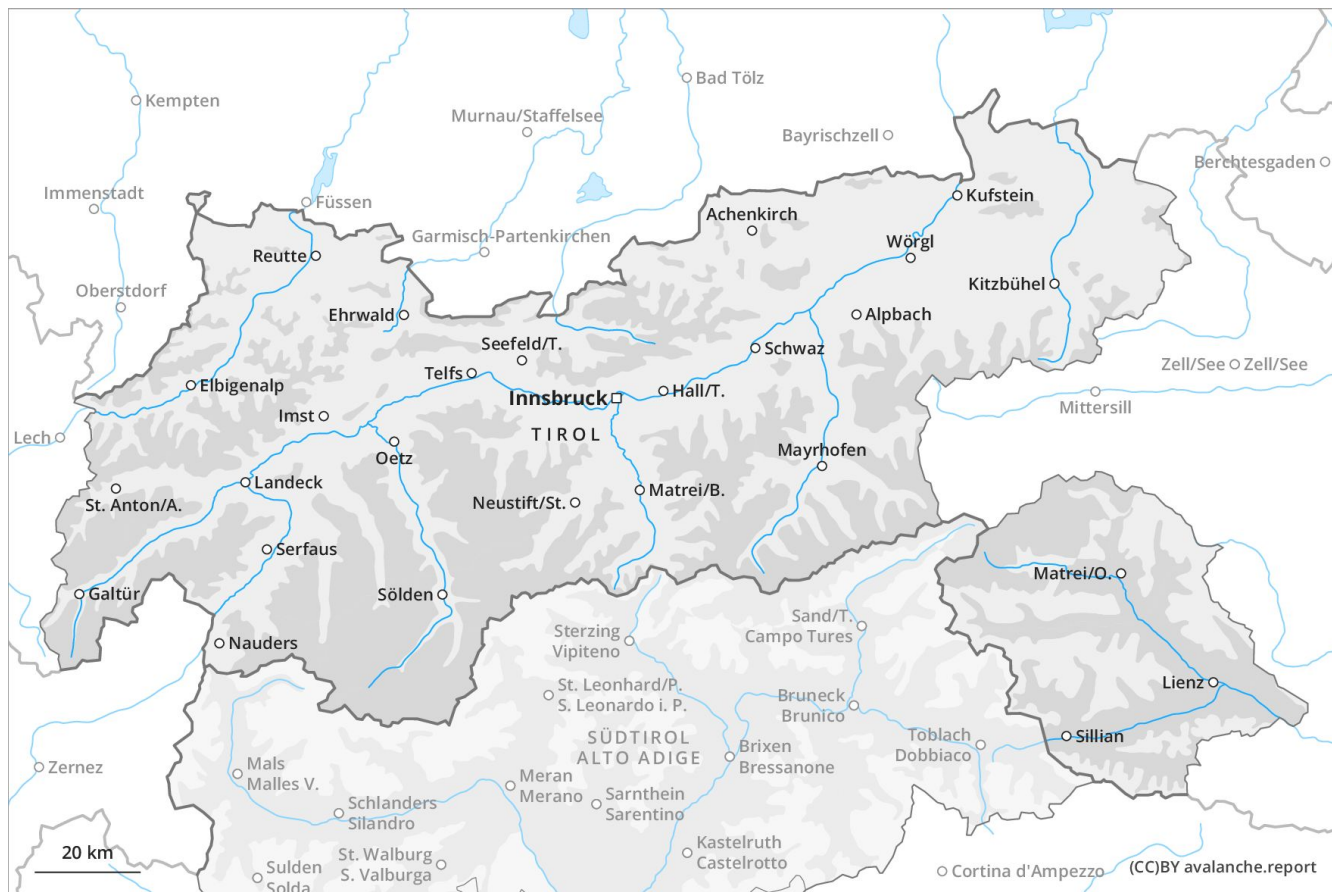 Kempten
Bad Tölz
Murnau/Staffelsee
Bayrischzell
Berchtesgaden
Immenstadt
Füssen
Kufstein
Achenkirch
Garmisch-Partenkirchen
Wörgl
Reutte
Kitzbühel
Oberstdorf
Ehrwald
Alpbach
Seefeld/T.
Schwaz
Zell/See
Zell/See
Telfs
Elbigenalp
Innsbruck
Hall/T.
Mittersill
Imst
TIROL
Lech
Oetz
Mayrhofen
Landeck
Matrei/B.
St. Anton/A.
Neustift/St.
Serfaus
Matrei/O.
Galtür
Sölden
Sand/T.
Campo Tures
Sterzing
Vipiteno
Nauders
Lienz
St. Leonhard/P.
S. Leonardo i. P.
Bruneck
Brunico
Sillian
SÜDTIROL
ALTO ADIGE
Toblach
Dobbiaco
Brixen
Bressanone
Zernez
Mals
Malles V.
Meran
Merano
Sarnthein
Sarentino
Schlanders
Silandro
Kastelruth
Castelrotto
20 km
St. Walburg
S. Valburga
Sulden
Solda
Cortina d'Ampezzo
(CC)BY avalanche.report